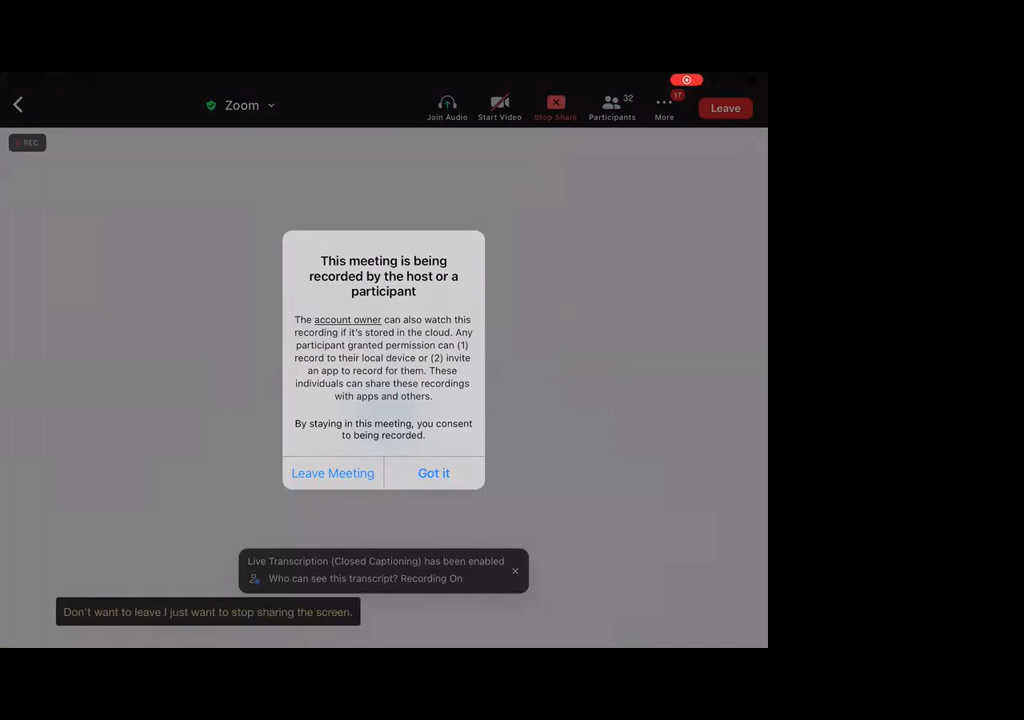 Zoom
Join Audio
Start Video
Stop Share
32
Participants
17
More
Leave
REC
This meeting is being
recorded by the host or a
participant
The account owner can also watch this
recording if it's stored in the cloud. Any
participant granted permission can (1)
record to their local device or (2) invite
an app to record for them. These
individuals can share these recordings
with apps and others.
By staying in this meeting, you consent
to being recorded.
Leave Meeting
Got it
Live Transcription (Closed Captioning) has been enabled
Who can see this transcript? Recording On
Don't want to leave I just want to stop sharing the screen.